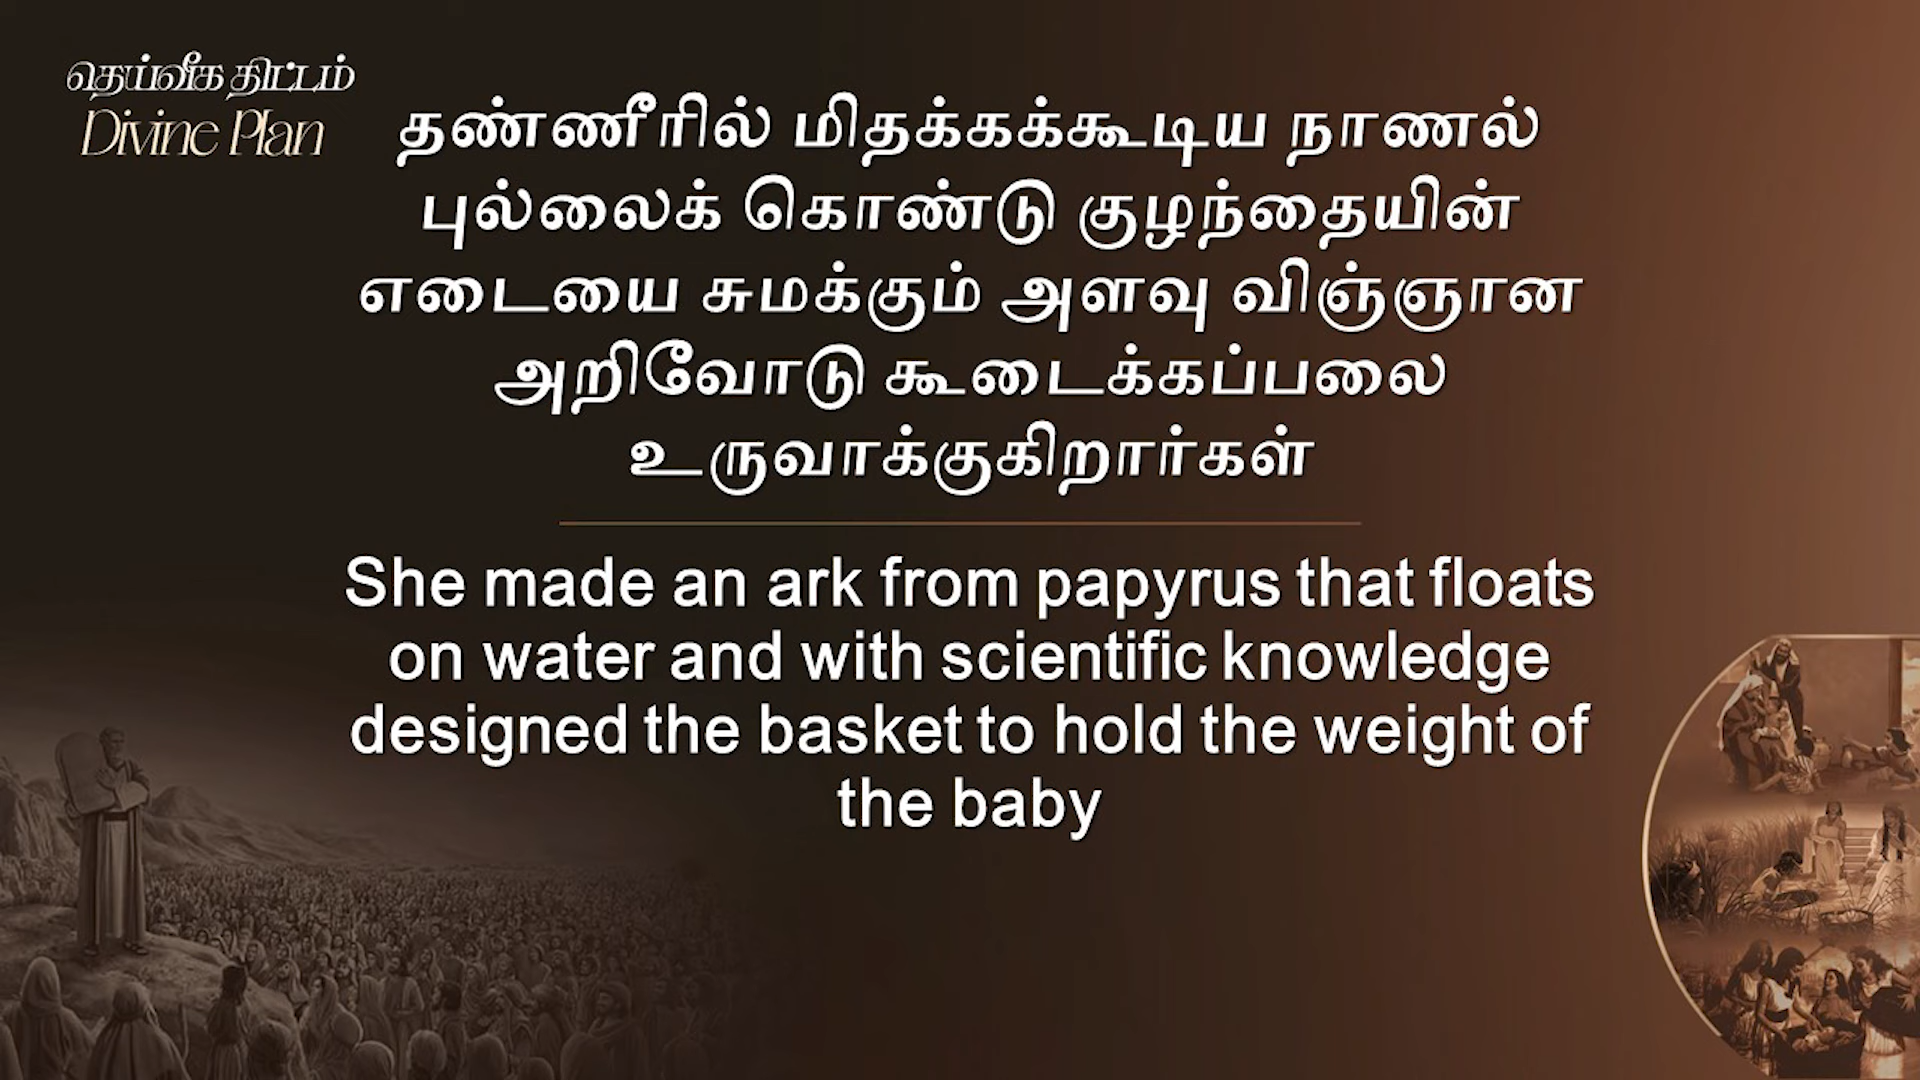 தெய்வீக திட்டம்
Divine Plan
தண்ணீரில் மிதக்கக்கூடிய நாணல்
புல்லைக் கொண்டு குழந்தையின்
எடையை சுமக்கும் அளவு விஞ்ஞான
அறிவோடு கூடைக்கப்பலை
உருவாக்குகிறார்கள்
She made an ark from papyrus that floats
on water and with scientific knowledge
designed the basket to hold the weight of
the baby